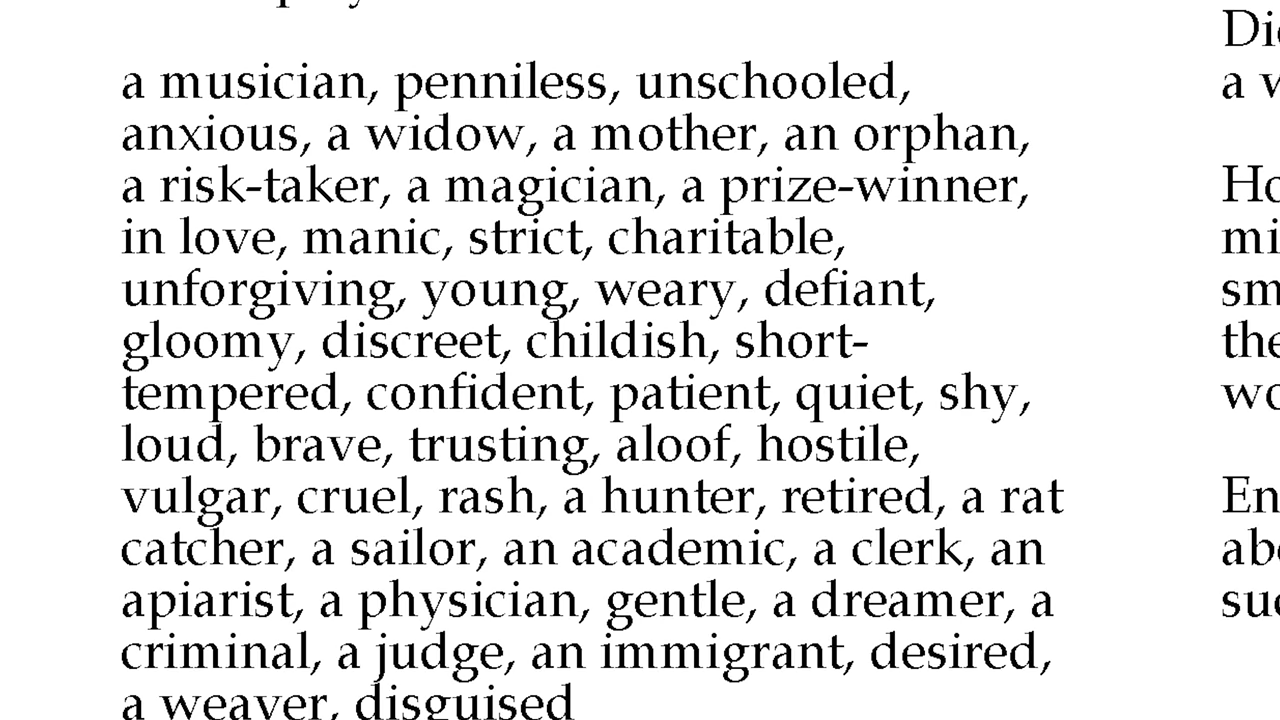 a musician, penniless, unschooled,
anxious, a widow, a mother, an orphan,
a risk-taker, a magician, a prize-winner,
in love, manic, strict, charitable,
unforgiving, young, weary, defiant,
gloomy, discreet, childish, short-
tempered, confident, patient, quiet, shy,
loud, brave, trusting, aloof, hostile,
vulgar, cruel, rash, a hunter, retired, a rat
catcher, a sailor, an academic, a clerk, an
apiarist, a physician, gentle, a dreamer, a
criminal, a judge, an immigrant, desired,
a weaver, disguised
a